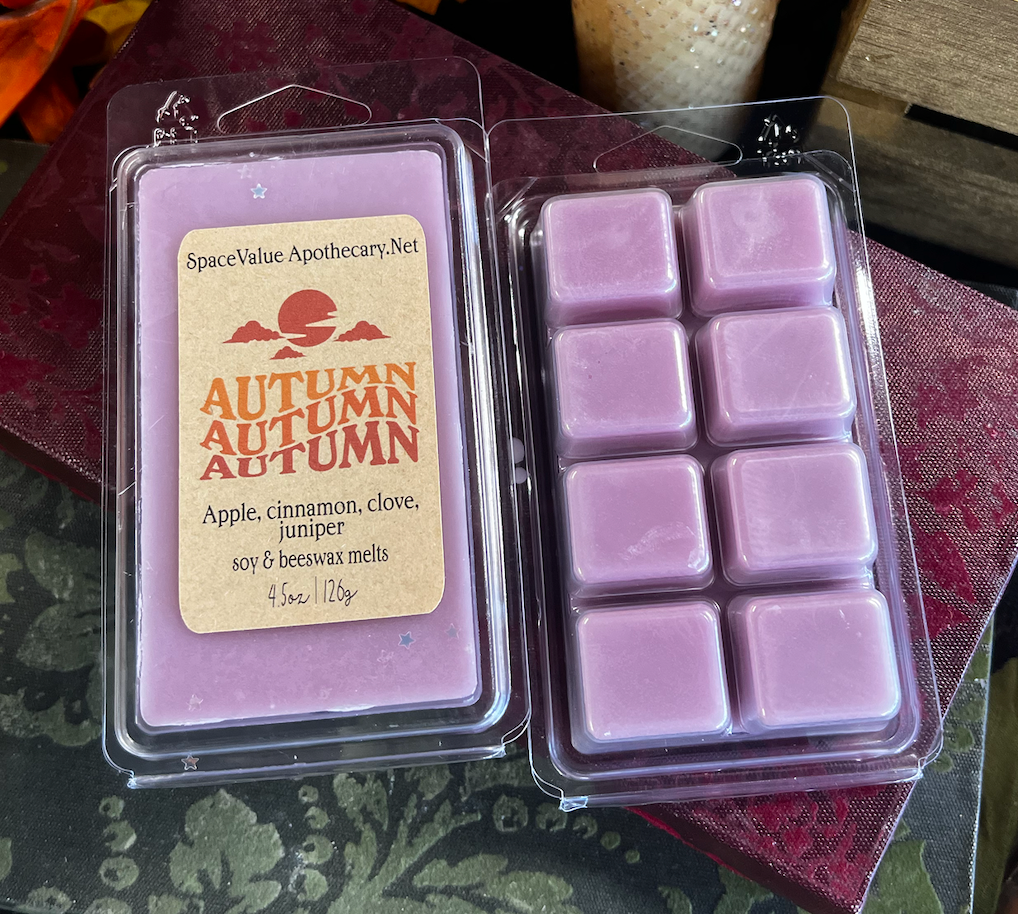 SpaceValue Apothecary.Net
AUTUMN
AUTUMN
AUTUMN
Apple, cinnamon, clove,
juniper
soy & beeswax melts
4.5oz | 126g